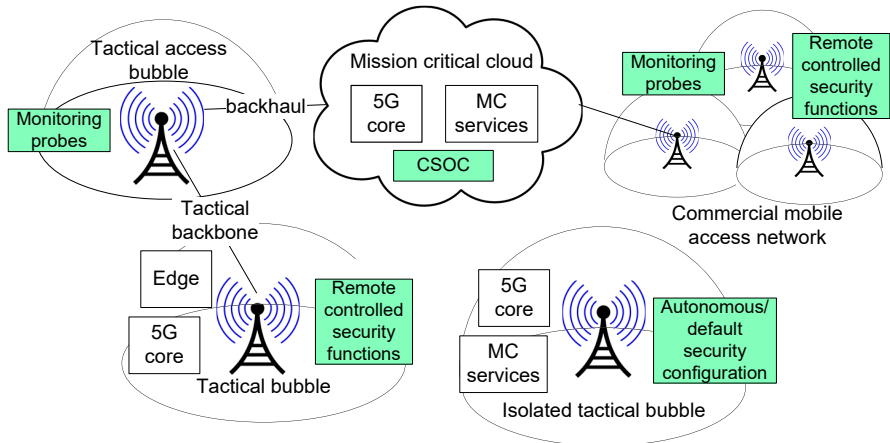 Tactical access
bubble
Monitoring
probes
backhaul
Mission critical cloud
5G
core
MC
services
CSOC
Monitoring
probes
Remote
controlled
security
functions
Commercial mobile
access network
Tactical
backbone
Edge
5G
core
Remote
controlled
security
functions
Tactical bubble
5G
core
MC
services
Autonomous/
default
security
configuration
Isolated tactical bubble